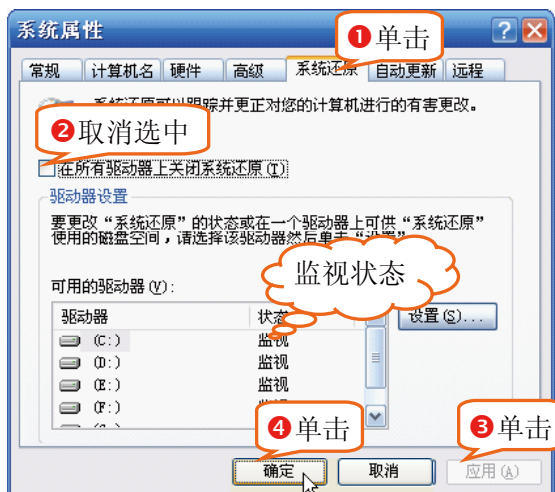 系统属性
❶单击
常规 计算机名 硬件 高级 系统还原 自动更新 远程
系统还原可以跟踪并更正对您的计算机进行的有害更改。
❷取消选中
在所有驱动器上关闭系统还原(T)
驱动器设置
要更改“系统还原”的状态或在一个驱动器上可供“系统还原”
使用的磁盘空间,请选择该驱动器然后单击“设置”
监视状态
可用的驱动器(V):
驱动器 状态 设置(S)...
(C:) 监视
(D:) 监视
(E:) 监视
(F:)
❹单击
❸单击
确定 取消 应用(A)